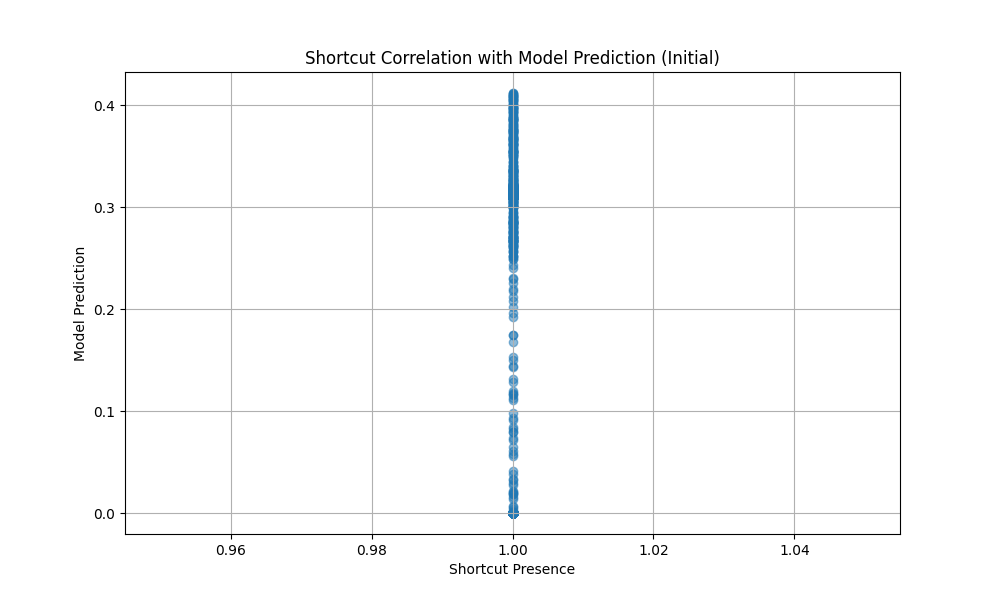 Shortcut Correlation with Model Prediction (Initial)
0.4
0.3
0.2
0.1
0.0
Model Prediction
0.96 0.98 1.00 1.02 1.04
Shortcut Presence